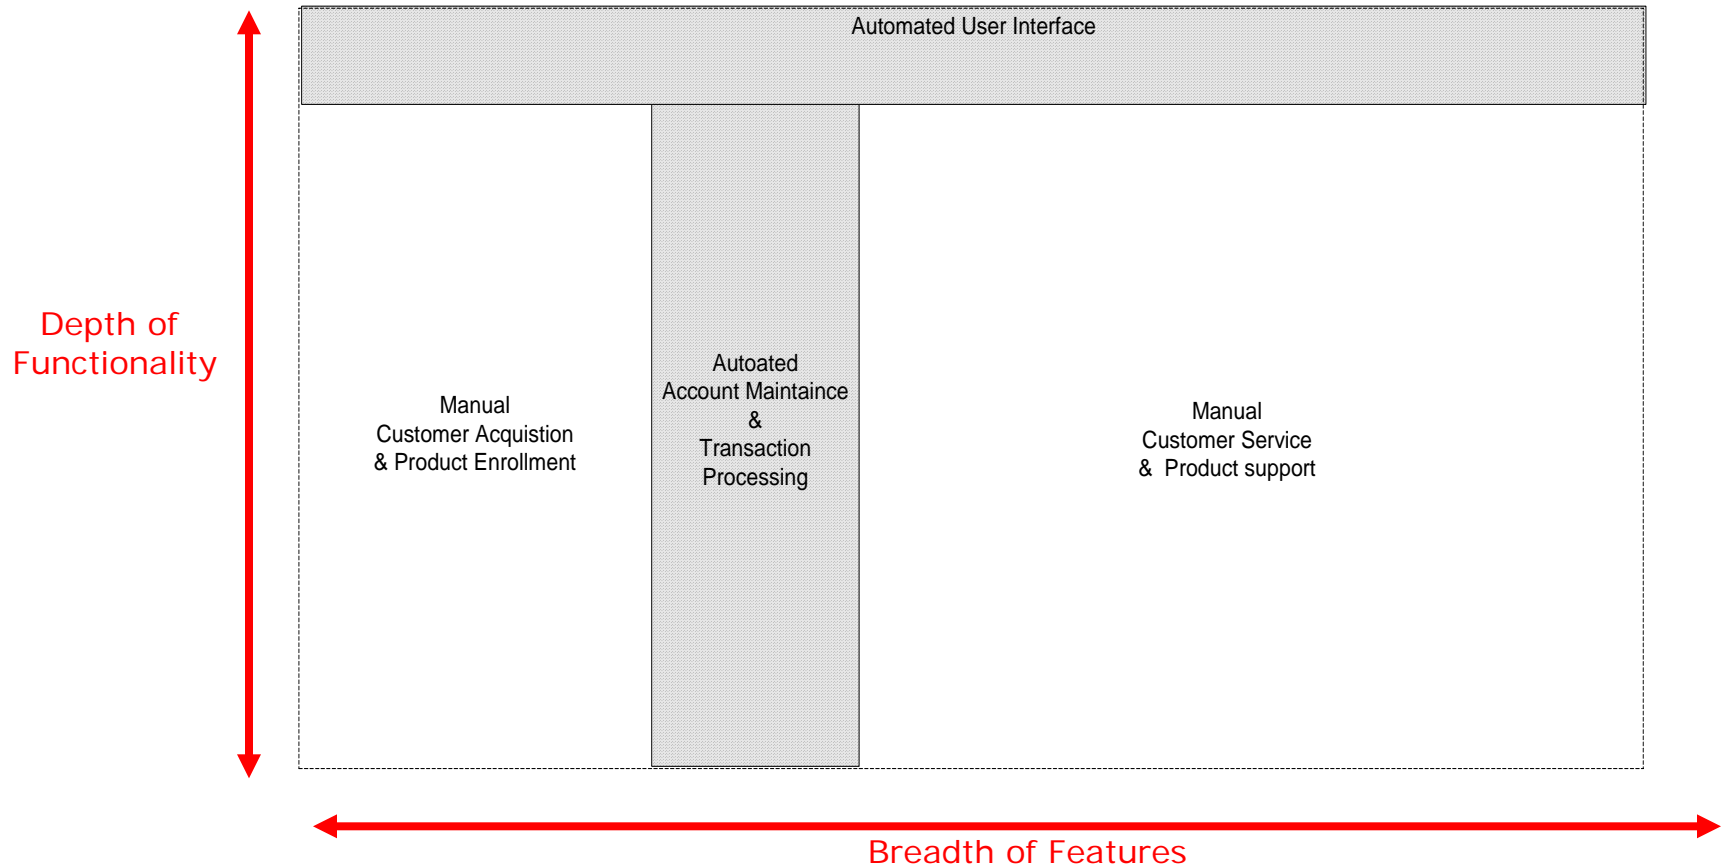 Automated User Interface
Depth of
Functionality
Manual
Customer Acquistion
& Product Enrollment
Autoated
Account Maintaince
&
Transaction
Processing
Manual
Customer Service
& Product support
Breadth of Features